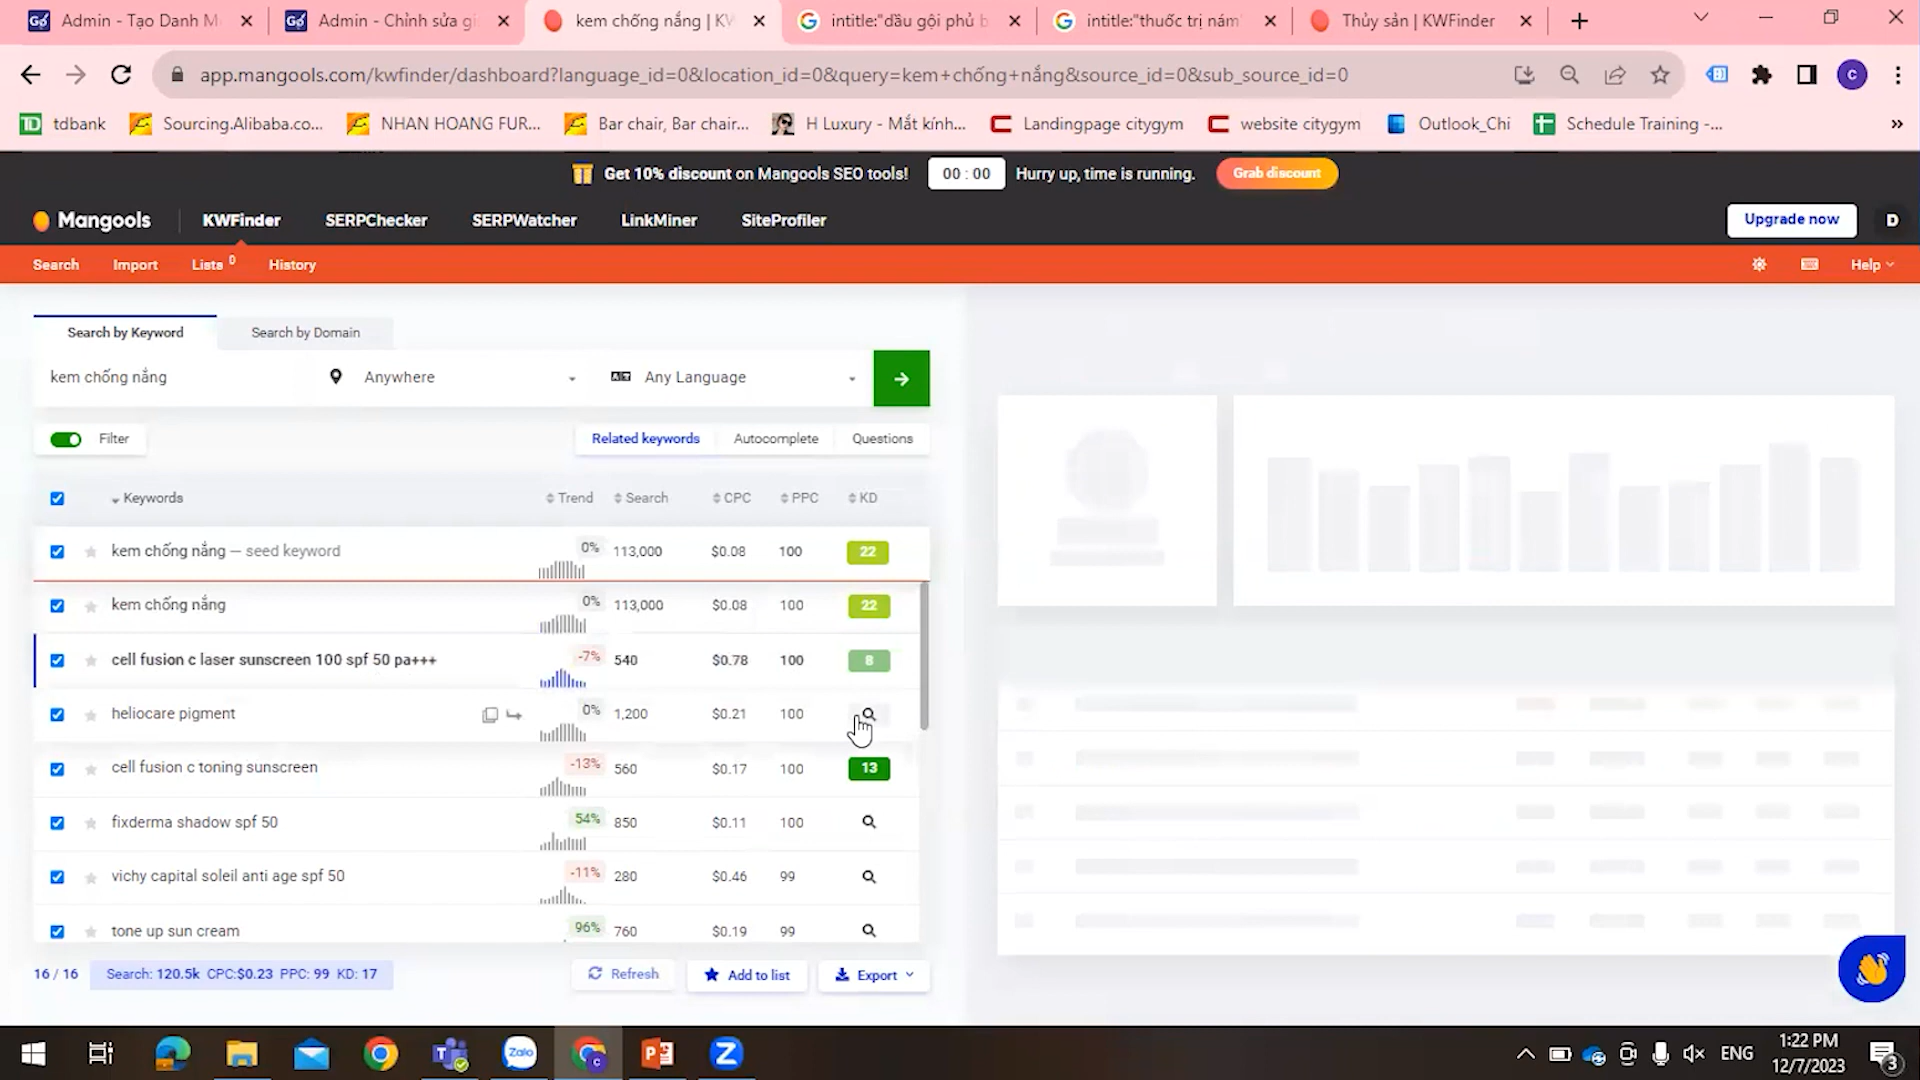 Admin - Tạo Danh M
Admin - Chỉnh sửa g
kem chống nắng | KV
intitle:"dầu gội phủ b
intitle:"thuốc trị nám"
Thủy sản | KWFinder
app.mangools.com/kwfinder/dashboard?language_id=0&location_id=0&query=kem+chống+nắng&source_id=0&sub_source_id=0
C
TD tdbank
Sourcing.Alibaba.co...
NHAN HOANG FUR...
Bar chair, Bar chair...
H Luxury - Mắt kính...
Landingpage citygym
website citygym
Outlook_Chi
Schedule Training -...
Get 10% discount on Mangools SEO tools! 00 : 00 Hurry up, time is running. Grab discount
Mangools KWFinder SERPChecker SERPWatcher LinkMiner SiteProfiler Upgrade now D
Search Import Lists 0 History Help
Search by Keyword Search by Domain
kem chống nắng Anywhere Any Language
Filter Related keywords Autocomplete Questions
Keywords Trend Search CPC PPC KD
kem chống nắng — seed keyword 0% 113,000 $0.08 100 22
kem chống nắng 0% 113,000 $0.08 100 22
cell fusion c laser sunscreen 100 spf 50 pa+++ -7% 540 $0.78 100 8
heliocare pigment 0% 1,200 $0.21 100
cell fusion c toning sunscreen -13% 560 $0.17 100 13
fixderma shadow spf 50 54% 850 $0.11 100
vichy capital soleil anti age spf 50 -11% 280 $0.46 99
tone up sun cream 96% 760 $0.19 99
16 / 16 Search: 120.5k CPC:$0.23 PPC: 99 KD: 17 Refresh Add to list Export
Zalo
ENG
1:22 PM
12/7/2023
3